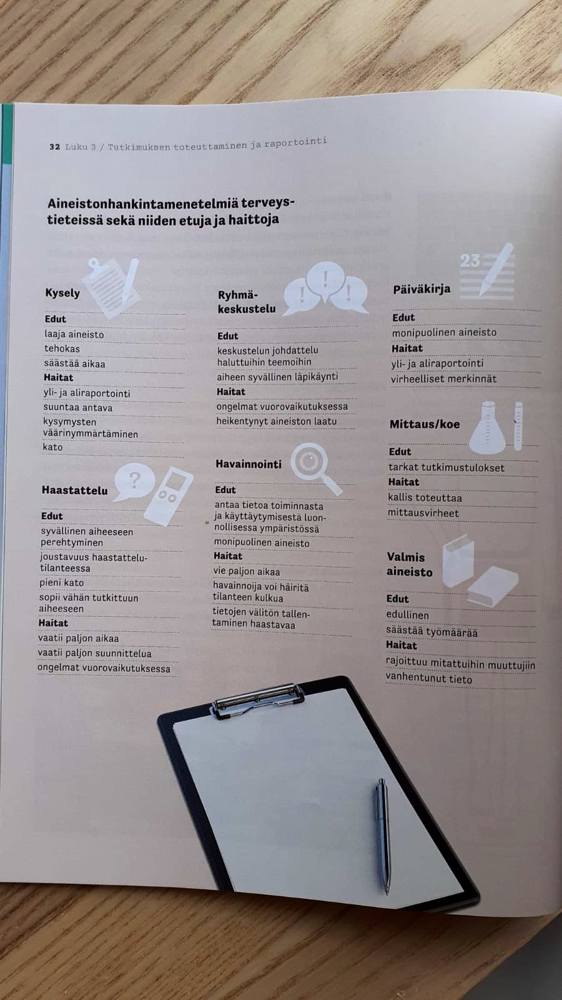 32 Luku 3 / Tutkimuksen toteuttaminen ja raportointi
Aineistonhankintamenetelmiä terveys-
tieteissä sekä niiden etuja ja haittoja
Kysely
Edut
laaja aineisto
tehokas
säästää aikaa
Haitat
yli- ja aliraportointi
suuntaa antava
kysymysten
väärinymmärtäminen
kato
?
Haastattelu
Edut
syvällinen aiheeseen
perehtyminen
joustavuus haastattelu-
tilanteessa
pieni kato
sopii vähän tutkittuun
aiheeseen
Haitat
vaatii paljon aikaa
vaatii paljon suunnittelua
ongelmat vuorovaikutuksessa
! ! !
Ryhmä-
keskustelu
Edut
keskustelun johdattelu
haluttuihin teemoihin
aiheen syvällinen läpikäynti
Haitat
ongelmat vuorovaikutuksessa
heikentynyt aineiston laatu
Havainnointi
Edut
antaa tietoa toiminnasta
ja käyttäytymisestä luon-
nollisessa ympäristössä
monipuolinen aineisto
Haitat
vie paljon aikaa
havainnoija voi häiritä
tilanteen kulkua
tietojen välitön tallen-
taminen haastavaa
23
Päiväkirja
Edut
monipuolinen aineisto
Haitat
yli- ja aliraportointi
virheelliset merkinnät
Mittaus/koe
Edut
tarkat tutkimustulokset
Haitat
kallis toteuttaa
mittausvirheet
Valmis
aineisto
Edut
edullinen
säästää työmäärää
Haitat
rajoittuu mitattuihin muuttujiin
vanhentunut tieto